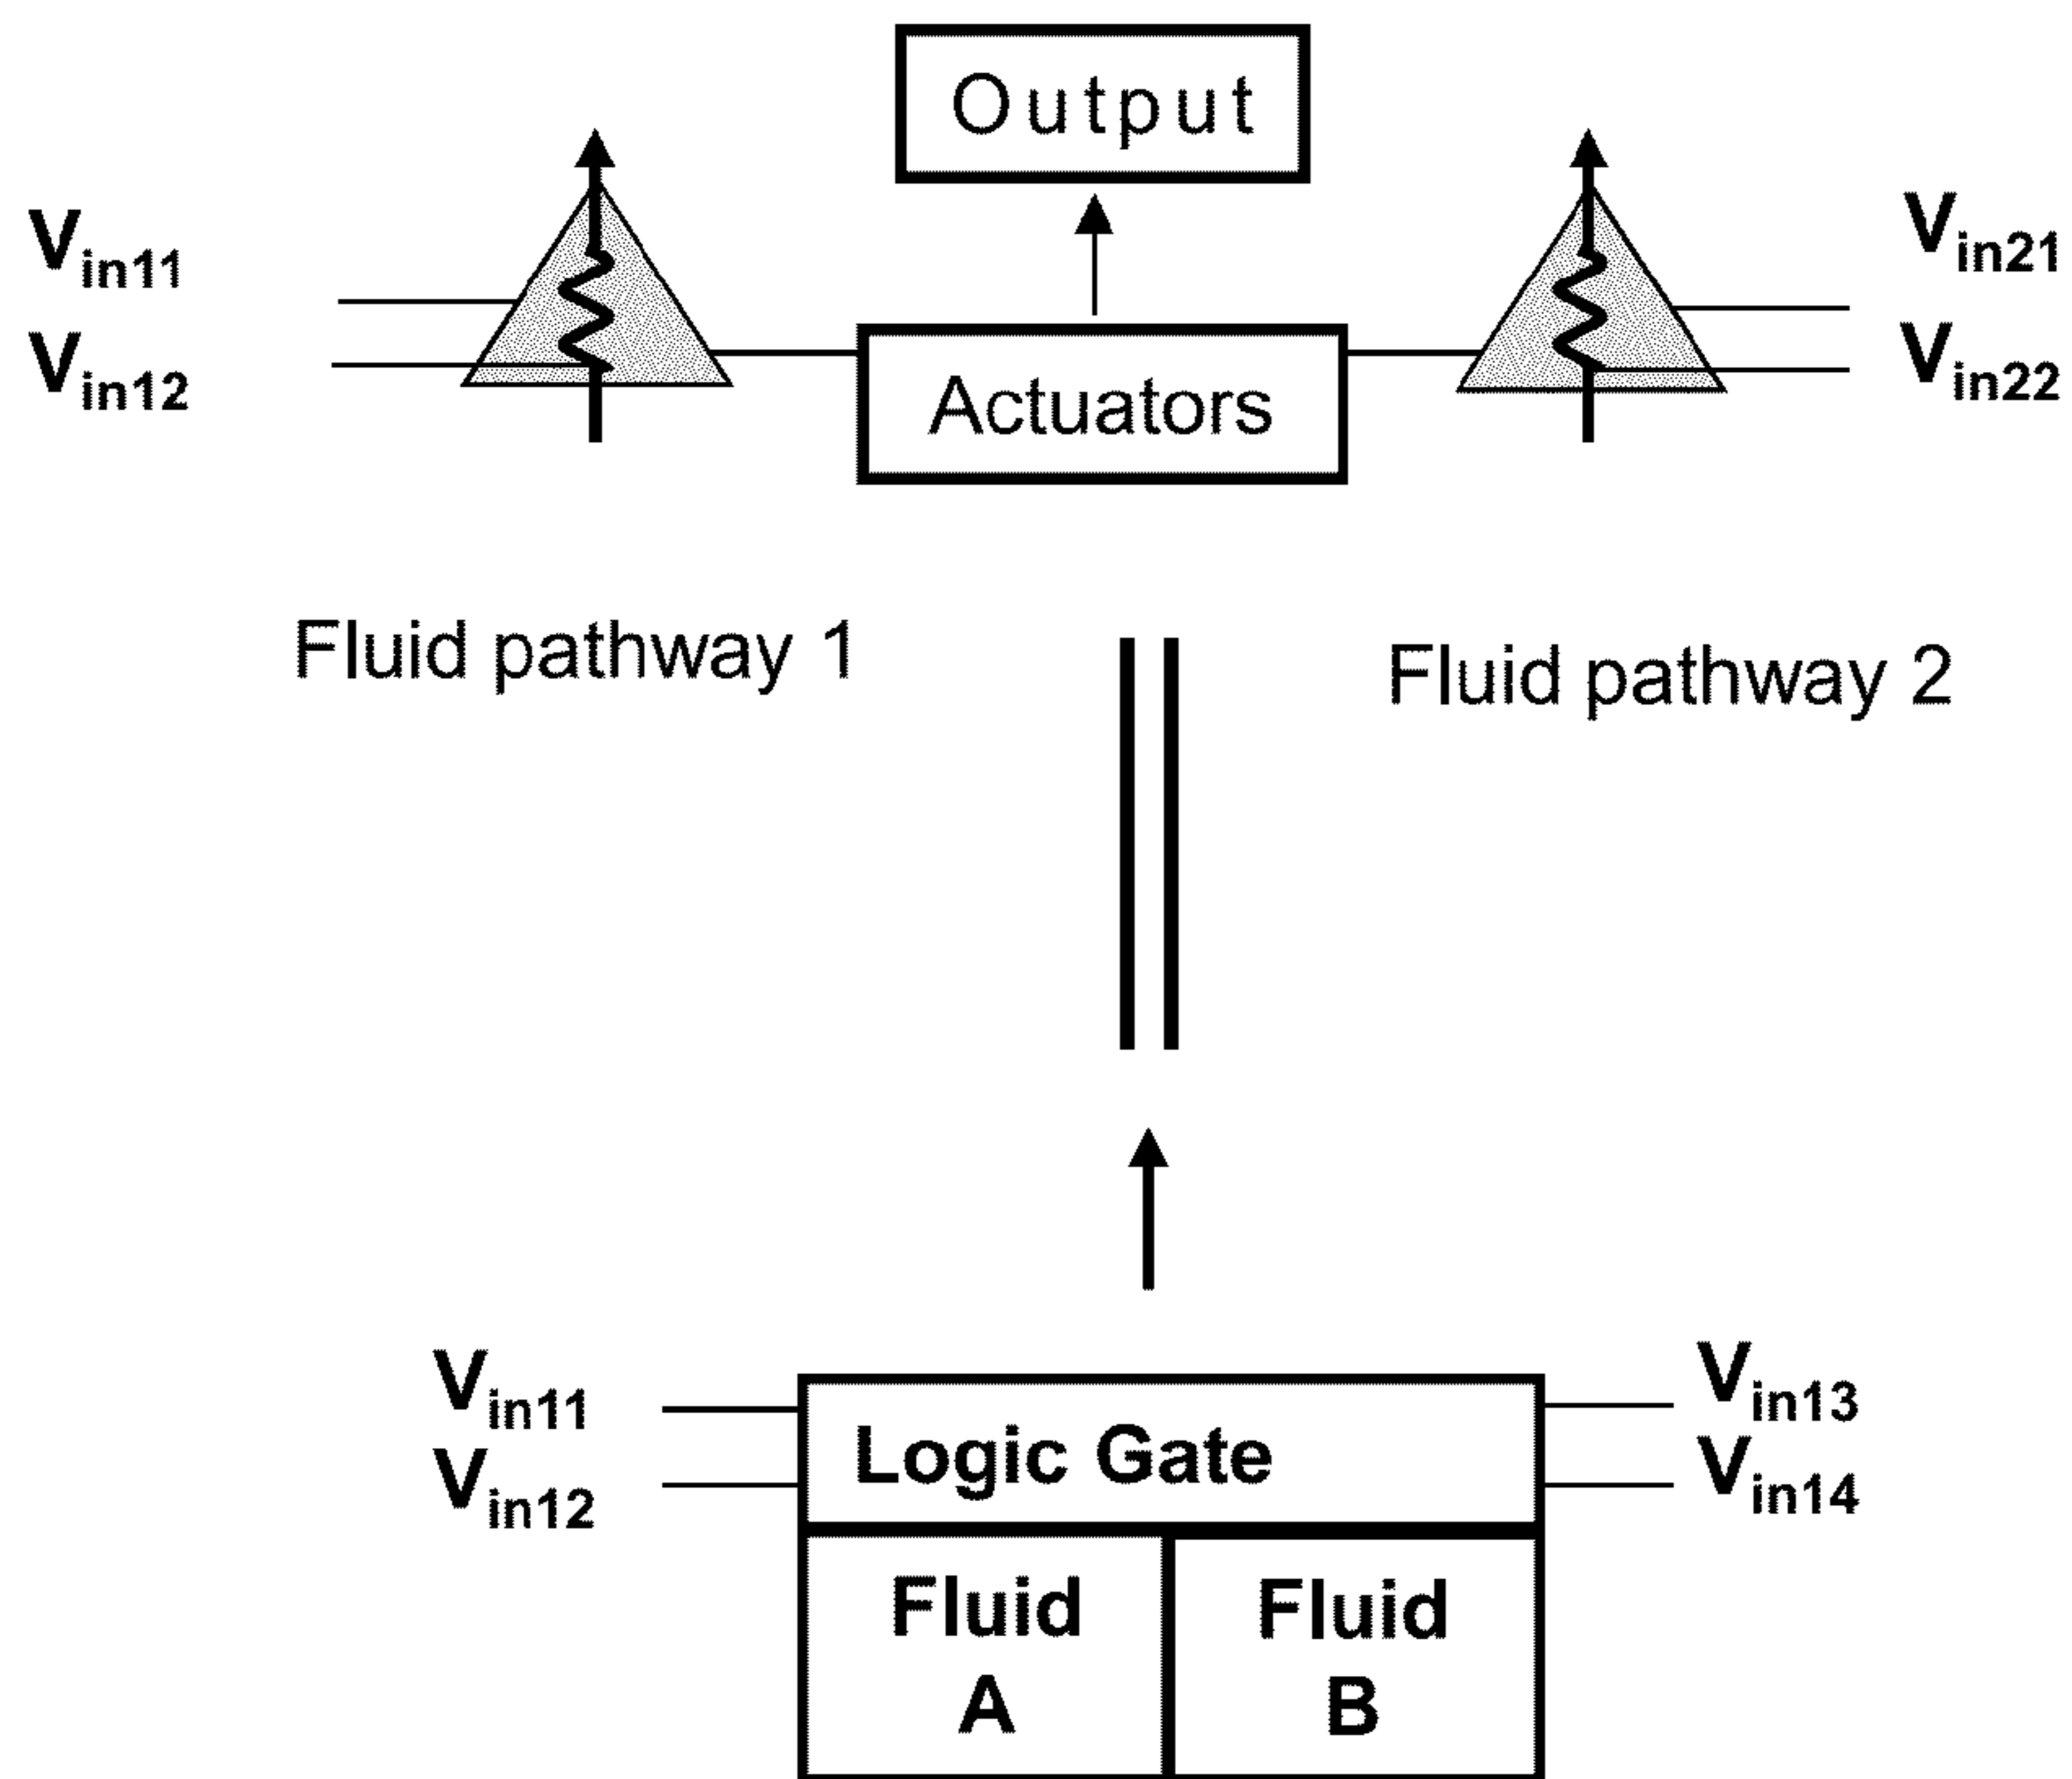 Output
Vin11
Vin12
Vin21
Vin22
Actuators
Fluid pathway 1
Fluid pathway 2
Vin11
Vin12
Vin13
Vin14
Logic Gate
Fluid
A
Fluid
B